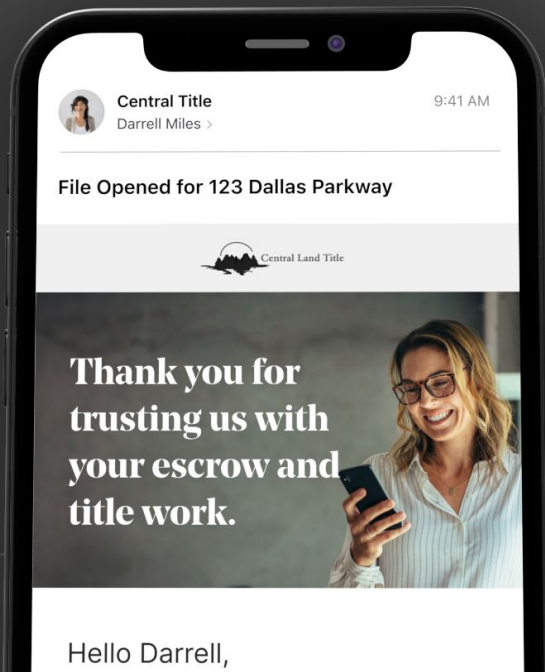 Central Title
9:41 AM
Darrell Miles >
File Opened for 123 Dallas Parkway
Central Land Title
Thank you for
trusting us with
your escrow and
title work.
Hello Darrell,